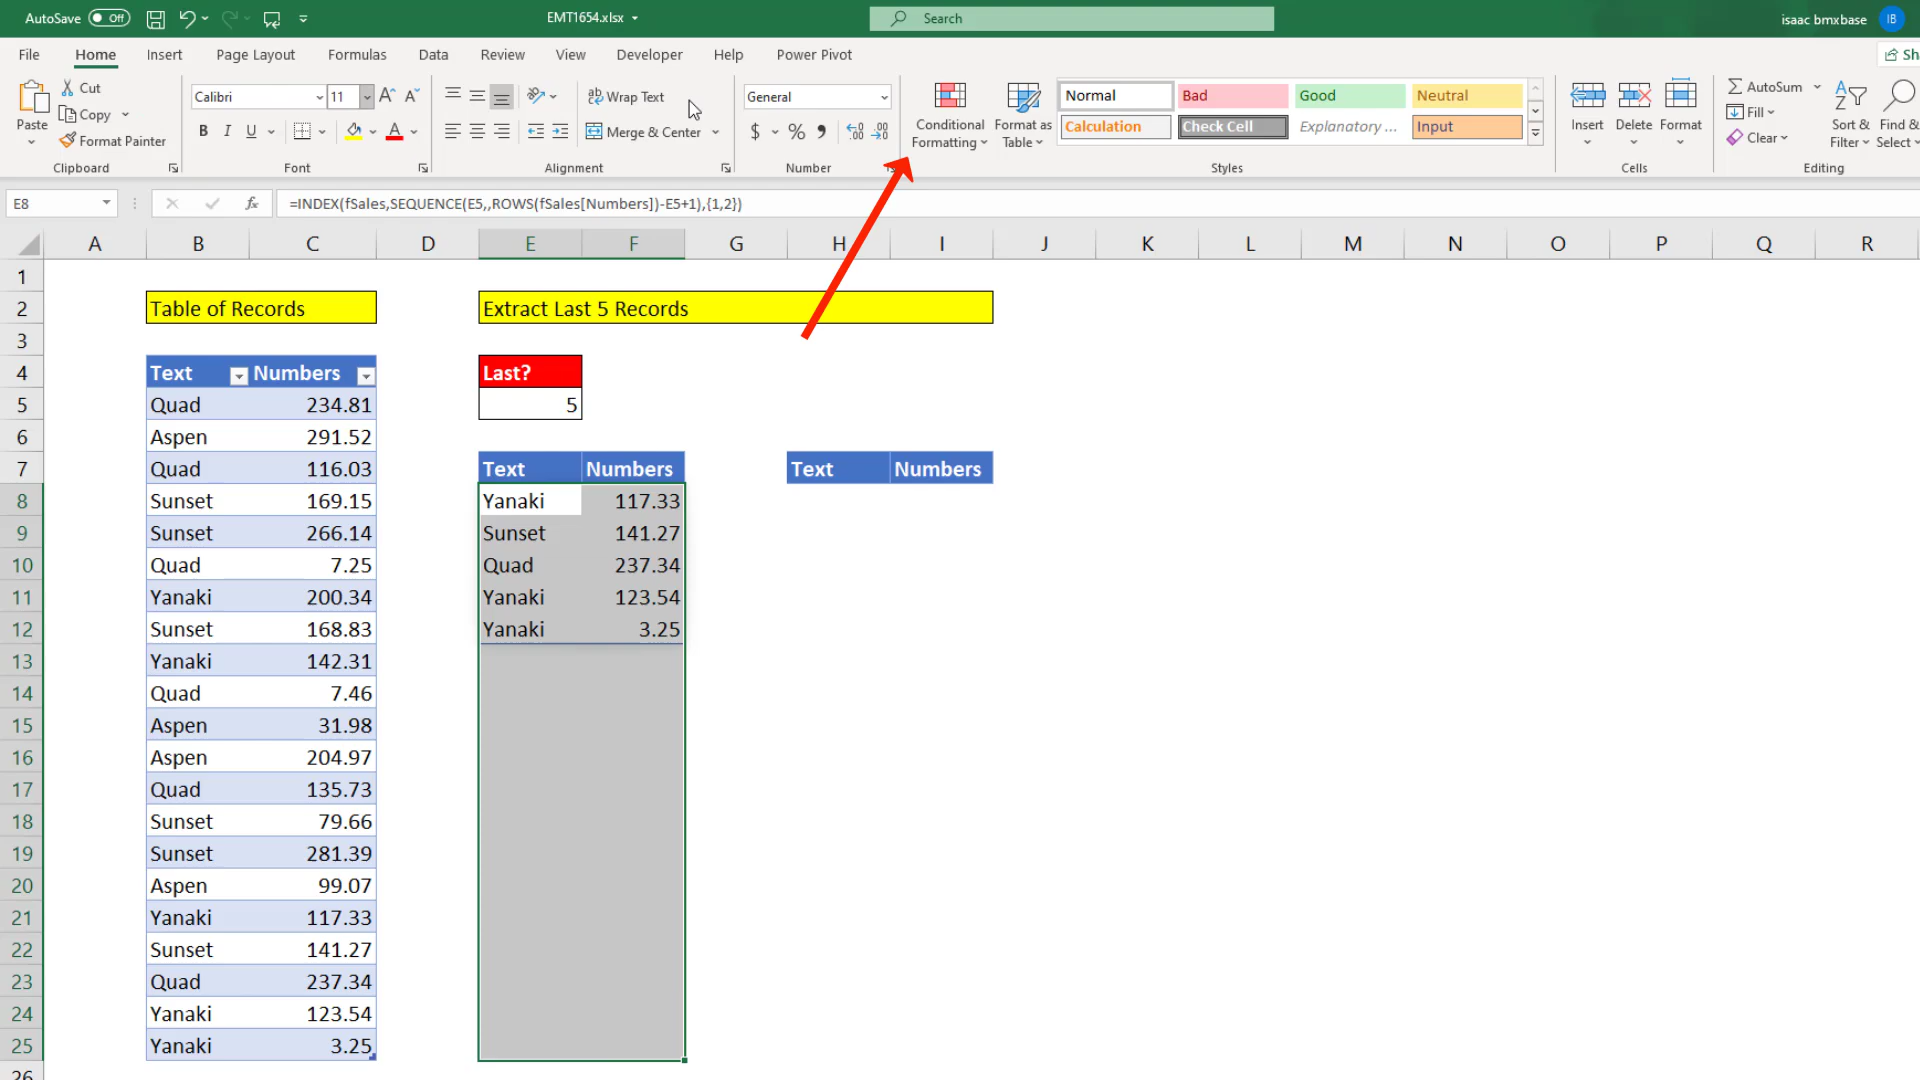 AutoSave Off EMT1654.xlsx Search isaac bmxbase IB
File Home Insert Page Layout Formulas Data Review View Developer Help Power Pivot Sh
Paste
Cut
Copy
Format Painter
Clipboard
Calibri 11
B I U A
Font
Wrap Text
Merge & Center
Alignment
General
$ %
Number
Conditional
Formatting
Format as
Table
Normal Bad Good Neutral
Calculation Check Cell Explanatory ... Input
Styles
Insert Delete Format
Cells
AutoSum
Fill
Clear
Sort &
Filter
Find &
Select
Editing
E8 fx =INDEX(fSales,SEQUENCE(E5,,ROWS(fSales[Numbers])-E5+1),{1,2})
A B C D E F G H I J K L M N O P Q R
1
2 Table of Records Extract Last 5 Records
3
4 Text Numbers Last?
5 Quad 234.81 5
6 Aspen 291.52
7 Quad 116.03 Text Numbers Text Numbers
8 Sunset 169.15 Yanaki 117.33
9 Sunset 266.14 Sunset 141.27
10 Quad 7.25 Quad 237.34
11 Yanaki 200.34 Yanaki 123.54
12 Sunset 168.83 Yanaki 3.25
13 Yanaki 142.31
14 Quad 7.46
15 Aspen 31.98
16 Aspen 204.97
17 Quad 135.73
18 Sunset 79.66
19 Sunset 281.39
20 Aspen 99.07
21 Yanaki 117.33
22 Sunset 141.27
23 Quad 237.34
24 Yanaki 123.54
25 Yanaki 3.25
26